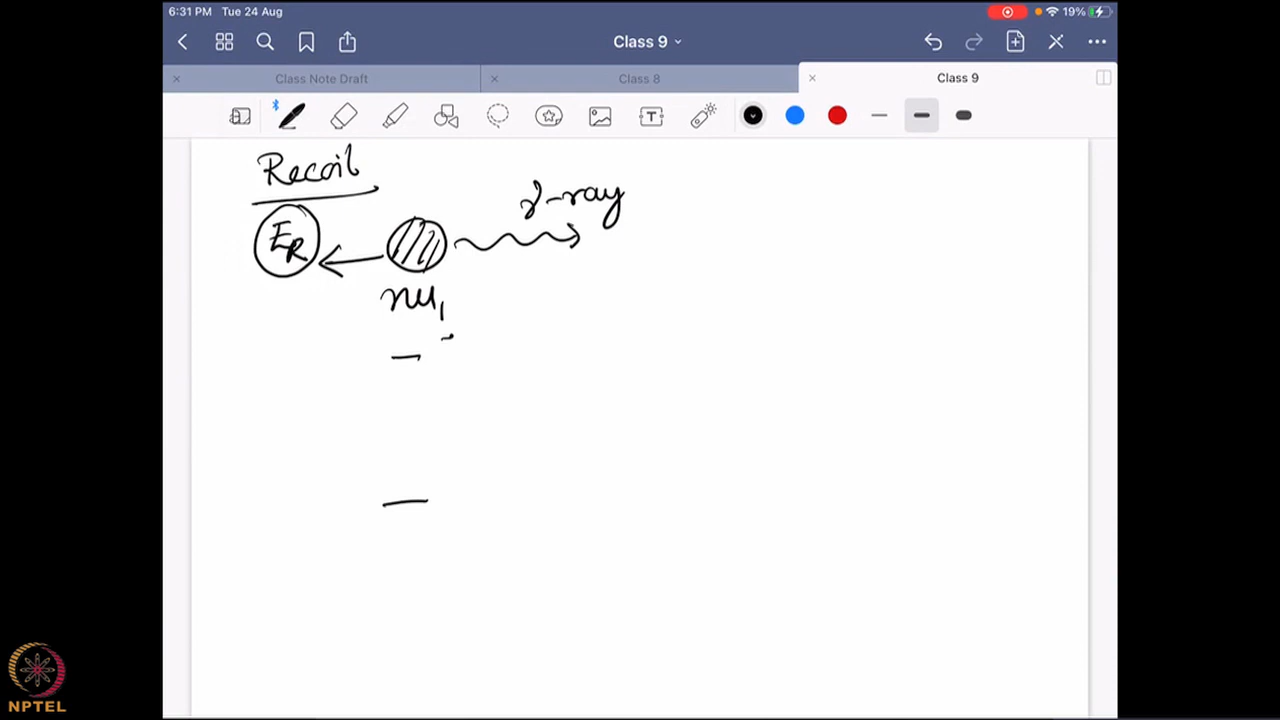 6:31 PM Tue 24 Aug 19%
Class 9
Class Note Draft Class 8 Class 9
T
Recoil
γ-ray
E_R
NPTEL